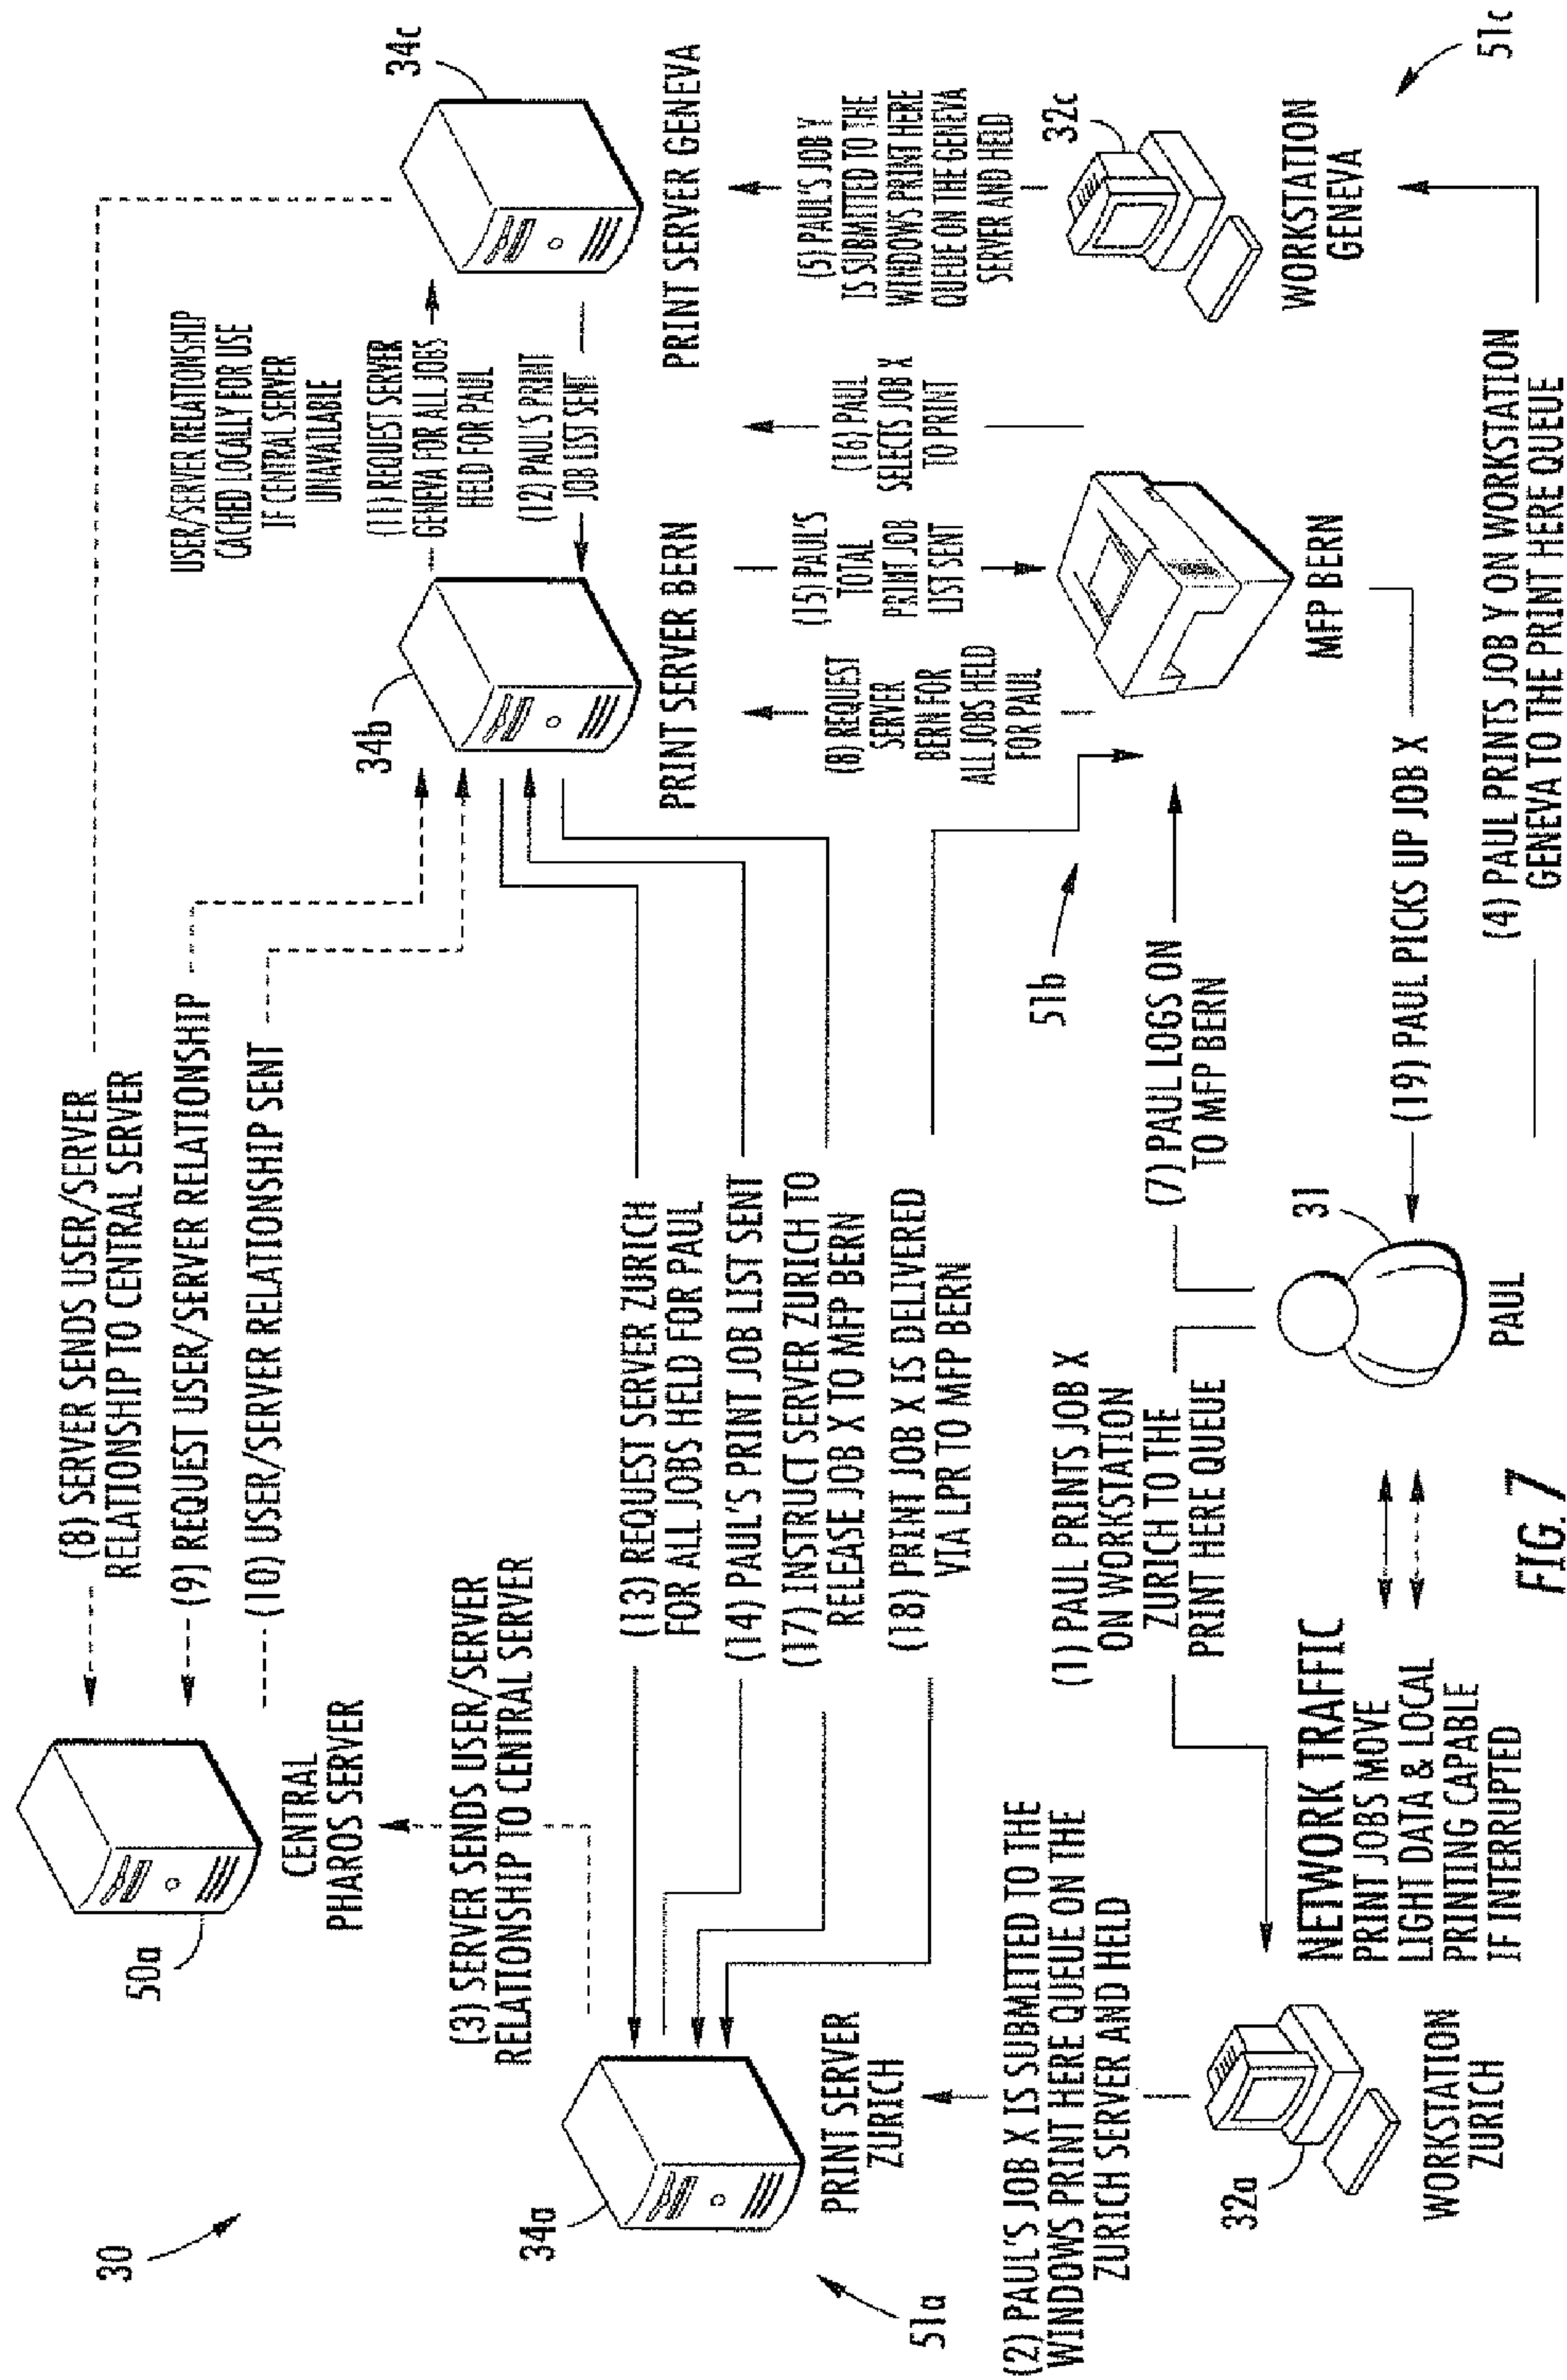 30
50a
CENTRAL
PHAROS SERVER
(8) SERVER SENDS USER/SERVER
RELATIONSHIP TO CENTRAL SERVER
(9) REQUEST USER/SERVER RELATIONSHIP
(10) USER/SERVER RELATIONSHIP SENT
USER/SERVER RELATIONSHIP
CACHED LOCALLY FOR USE
IF CENTRAL SERVER
UNAVAILABLE
(11) REQUEST SERVER
GENEVA FOR ALL JOBS
HELD FOR PAUL
(12) PAUL'S PRINT
JOB LIST SENT
34b
PRINT SERVER BERN
34c
PRINT SERVER GENEVA
(3) SERVER SENDS USER/SERVER
RELATIONSHIP TO CENTRAL SERVER
34a
PRINT SERVER
ZURICH
51a
(13) REQUEST SERVER ZURICH
FOR ALL JOBS HELD FOR PAUL
(14) PAUL'S PRINT JOB LIST SENT
(17) INSTRUCT SERVER ZURICH TO
RELEASE JOB X TO MFP BERN
(18) PRINT JOB X IS DELIVERED
VIA LPR TO MFP BERN
(8) REQUEST
SERVER
BERN FOR
ALL JOBS HELD
FOR PAUL
(15) PAUL'S
TOTAL
PRINT JOB
LIST SENT
(16) PAUL
SELECTS JOB X
TO PRINT
(5) PAUL'S JOB Y
IS SUBMITTED TO THE
WINDOWS PRINT HERE
QUEUE ON THE GENEVA
SERVER AND HELD
(2) PAUL'S JOB X IS SUBMITTED TO THE
WINDOWS PRINT HERE QUEUE ON THE
ZURICH SERVER AND HELD
(1) PAUL PRINTS JOB X
ON WORKSTATION
ZURICH TO THE
PRINT HERE QUEUE
51b
(7) PAUL LOGS ON
TO MFP BERN
MFP BERN
32c
WORKSTATION
GENEVA
51c
32a
WORKSTATION
ZURICH
NETWORK TRAFFIC
PRINT JOBS MOVE
LIGHT DATA & LOCAL
PRINTING CAPABLE
IF INTERRUPTED
31
PAUL
(19) PAUL PICKS UP JOB X
(4) PAUL PRINTS JOB Y ON WORKSTATION
GENEVA TO THE PRINT HERE QUEUE
FIG. 7